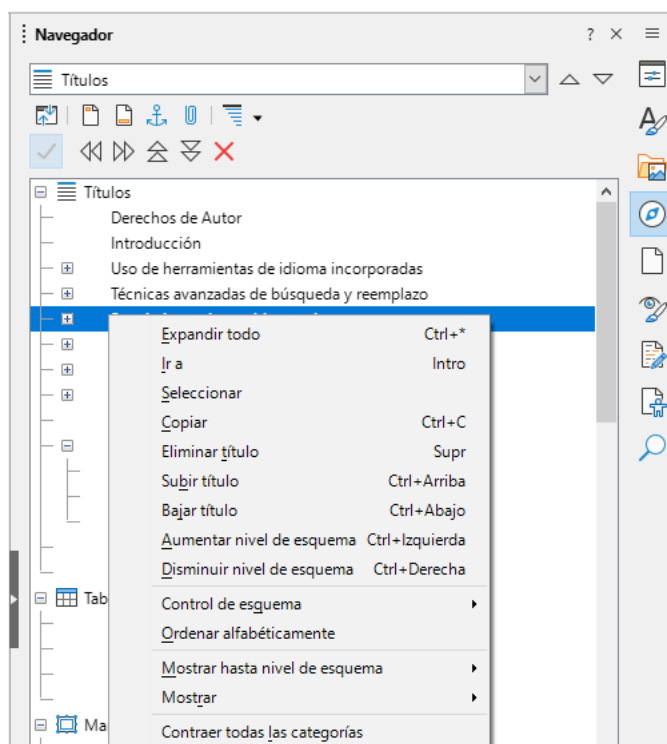 Navegador ?
Títulos
Títulos
Derechos de Autor
Introducción
Uso de herramientas de idioma incorporadas
Técnicas avanzadas de búsqueda y reemplazo
Expandir todo Ctrl+*
Ir a Intro
Seleccionar
Copiar Ctrl+C
Eliminar título Supr
Subir título Ctrl+Arriba
Bajar título Ctrl+Abajo
Aumentar nivel de esquema Ctrl+Izquierda
Disminuir nivel de esquema Ctrl+Derecha
Tab
Control de esquema
Ordenar alfabéticamente
Mostrar hasta nivel de esquema
Mostrar
Ma
Contraer todas las categorías